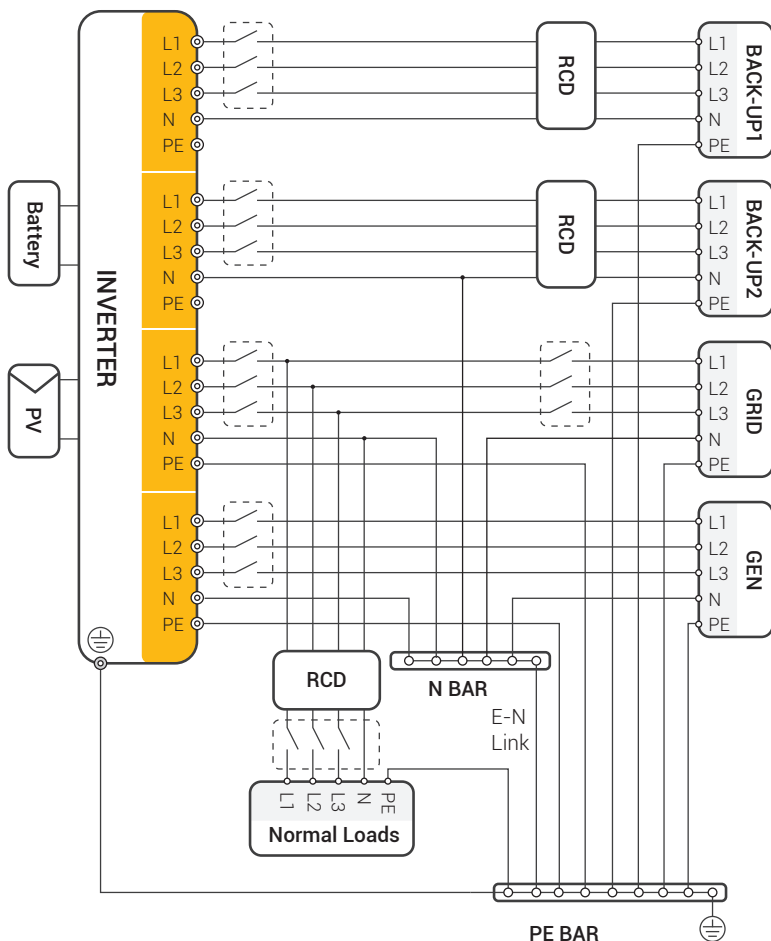 INVERTER
Battery
PV
L1
L2
L3
N
PE
L1
L2
L3
N
PE
L1
L2
L3
N
PE
L1
L2
L3
N
PE
RCD
L1
L2
L3
N
PE
BACK-UP1
RCD
L1
L2
L3
N
PE
BACK-UP2
L1
L2
L3
N
PE
GRID
L1
L2
L3
N
PE
GEN
RCD
N BAR
E-N
Link
L1
L2
L3
N
PE
Normal Loads
PE BAR